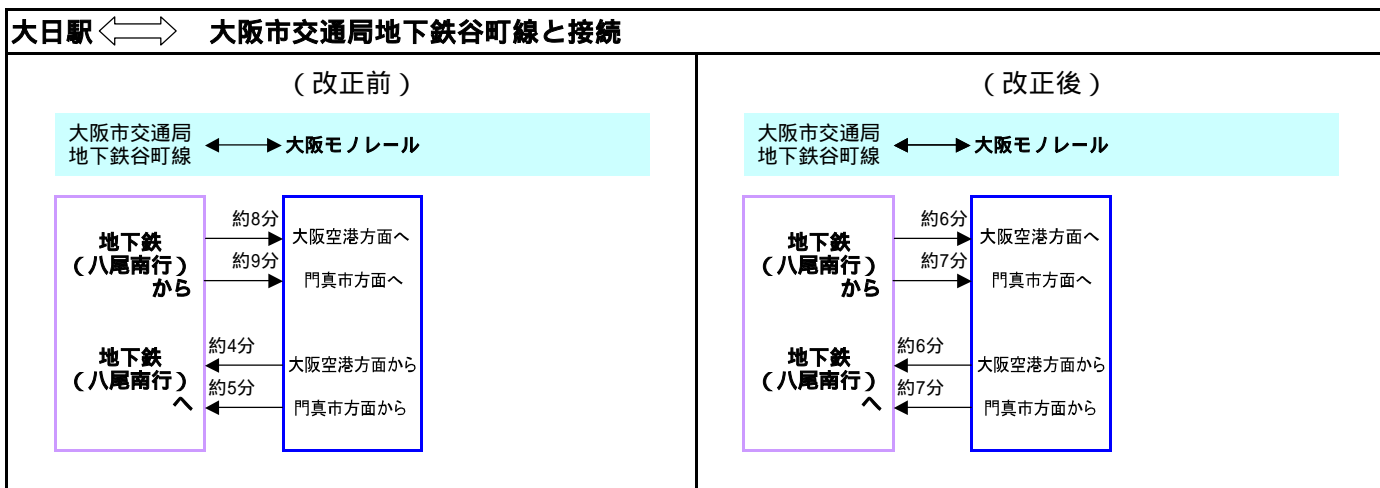 大日駅 大阪市交通局地下鉄谷町線と接続
（改正前）
大阪市交通局
地下鉄谷町線
大阪モノレール
地下鉄
（八尾南行）
から
約8分
大阪空港方面へ
約9分
門真市方面へ
地下鉄
（八尾南行）
へ
約4分
大阪空港方面から
約5分
門真市方面から
（改正後）
大阪市交通局
地下鉄谷町線
大阪モノレール
地下鉄
（八尾南行）
から
約6分
大阪空港方面へ
約7分
門真市方面へ
地下鉄
（八尾南行）
へ
約6分
大阪空港方面から
約7分
門真市方面から